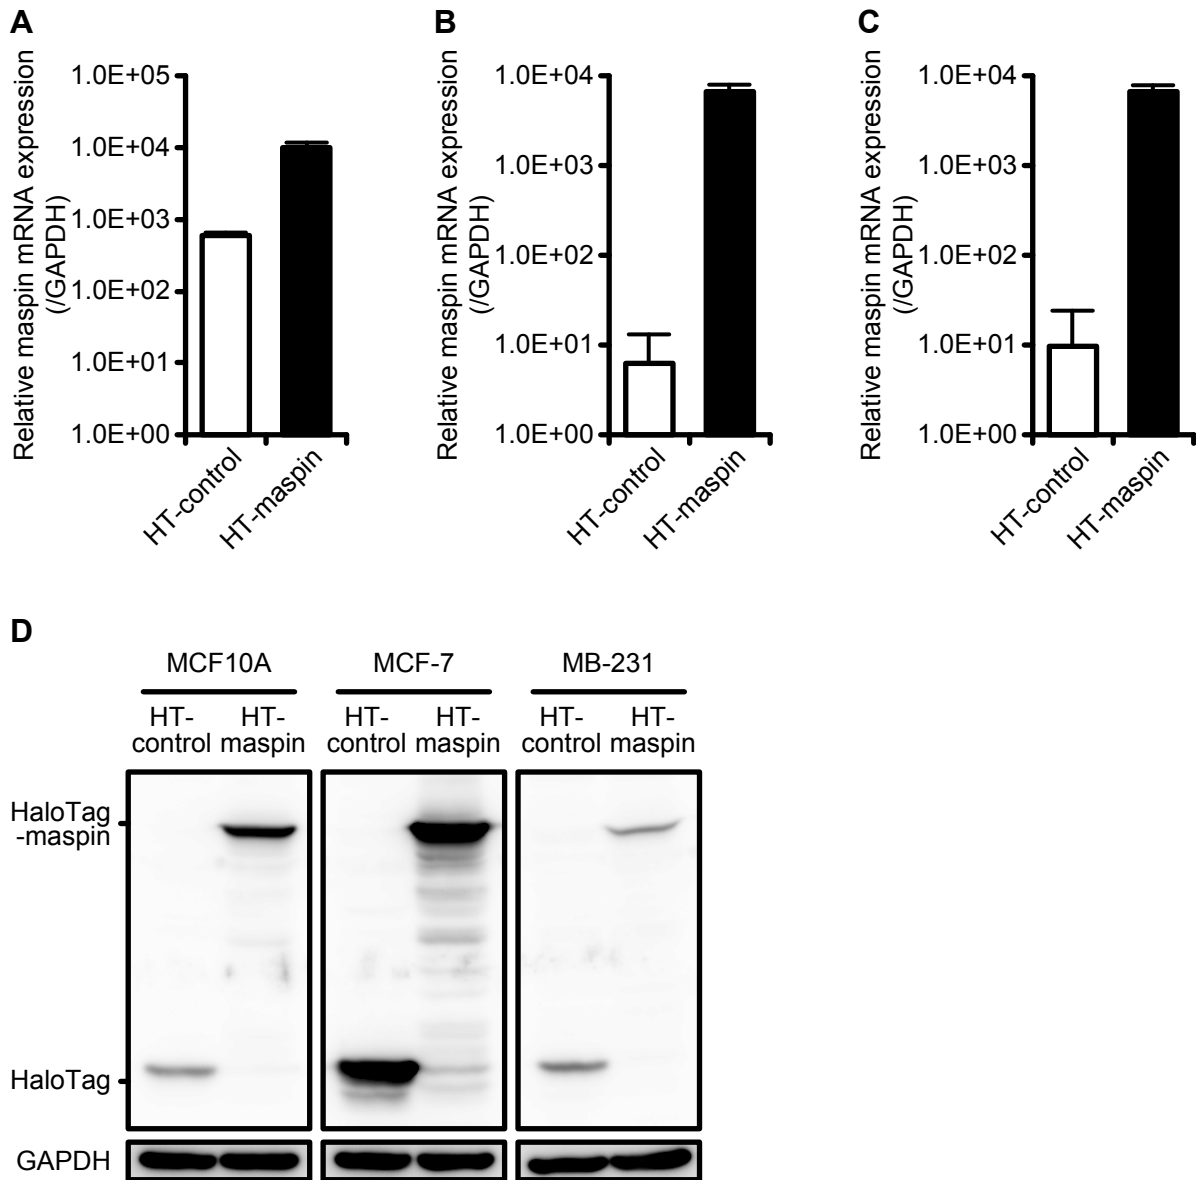 A
Relative maspin mRNA expression
(/GAPDH)
1.0E+05
1.0E+04
1.0E+03
1.0E+02
1.0E+01
1.0E+00
HT-control
HT-maspin
B
Relative maspin mRNA expression
(/GAPDH)
1.0E+04
1.0E+03
1.0E+02
1.0E+01
1.0E+00
HT-control
HT-maspin
C
Relative maspin mRNA expression
(/GAPDH)
1.0E+04
1.0E+03
1.0E+02
1.0E+01
1.0E+00
HT-control
HT-maspin
D
MCF10A
MCF-7
MB-231
HT-
control
HT-
maspin
HT-
control
HT-
maspin
HT-
control
HT-
maspin
HaloTag
-maspin
HaloTag
GAPDH